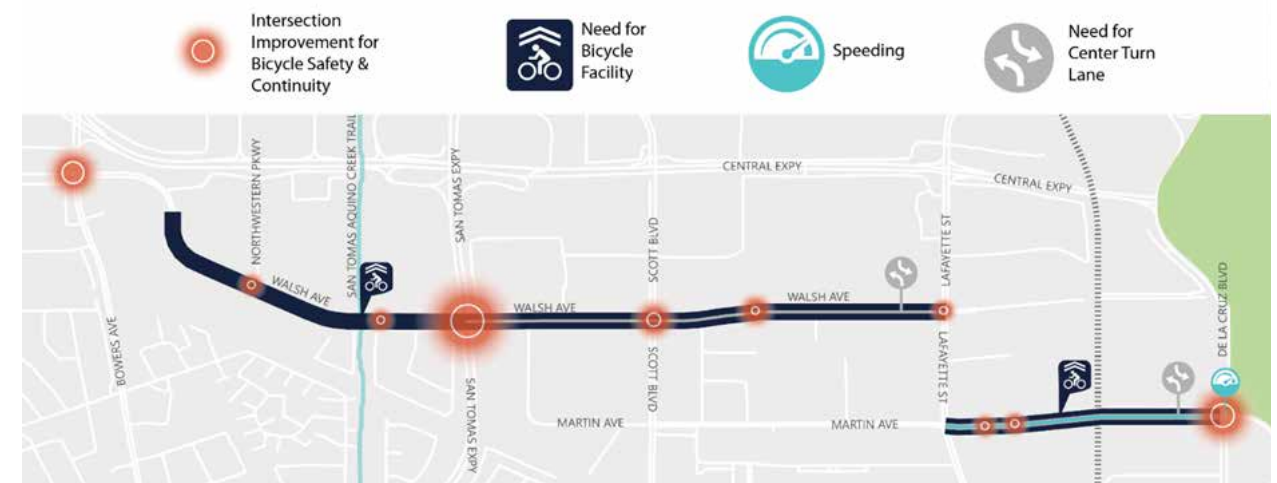 Intersection
Improvement for
Bicycle Safety &
Continuity
Need for
Bicycle
Facility
Speeding
Need for
Center Turn
Lane
NORTHWESTERN PKWY
SAN TOMAS AQUINO CREEK TRAIL
SAN TOMAS EXPY
CENTRAL EXPY
CENTRAL EXPY
SCOTT BLVD
LAFAYETTE ST
DE LA CRUZ BLVD
WALSH AVE
WALSH AVE
WALSH AVE
BOWERS AVE
SAN TOMAS EXPY
SCOTT BLVD
LAFAYETTE ST
MARTIN AVE
MARTIN AVE